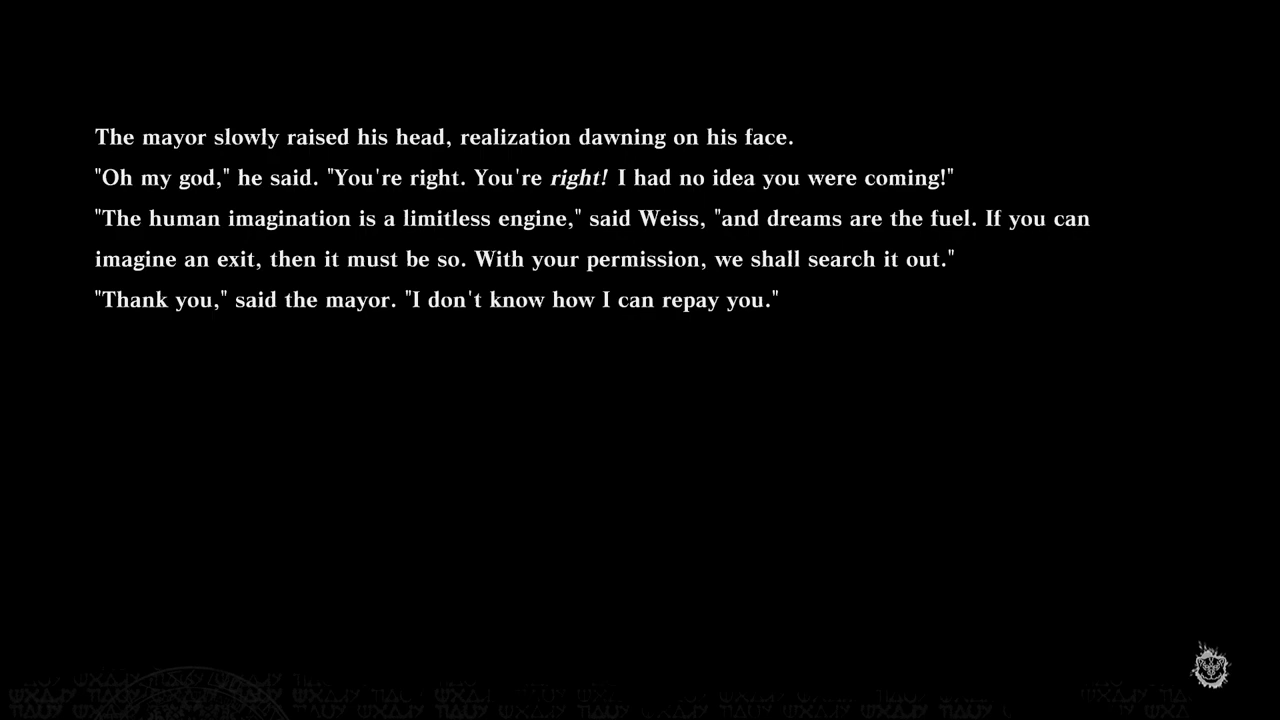 The mayor slowly raised his head, realization dawning on his face.
"Oh my god," he said. "You're right. You're right! I had no idea you were coming!"
"The human imagination is a limitless engine," said Weiss, "and dreams are the fuel. If you can
imagine an exit, then it must be so. With your permission, we shall search it out."
"Thank you," said the mayor. "I don't know how I can repay you."